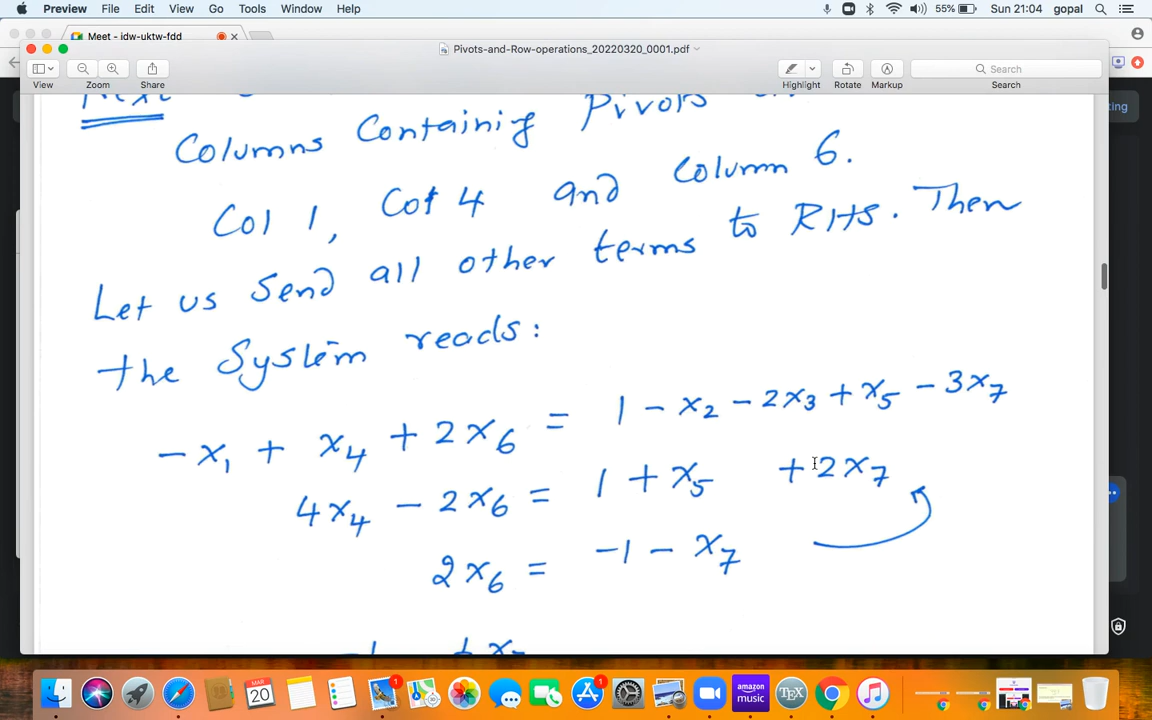 Preview File Edit View Go Tools Window Help 55% Sun 21:04 gopal
Meet - idw-uktw-fdd
Pivots-and-Row-operations_20220320_0001.pdf
Search
View Zoom Share Highlight Rotate Markup Search
Next
Columns Containing Pivots
Col 1, Col 4 and Column 6.
Let us Send all other terms to RHS. Then
the System reads:
-x₁ + x₄ + 2x₆ = 1 - x₂ - 2x₃ + x₅ - 3x₇
4x₄ - 2x₆ = 1 + x₅ + 2x₇
2x₆ = -1 - x₇